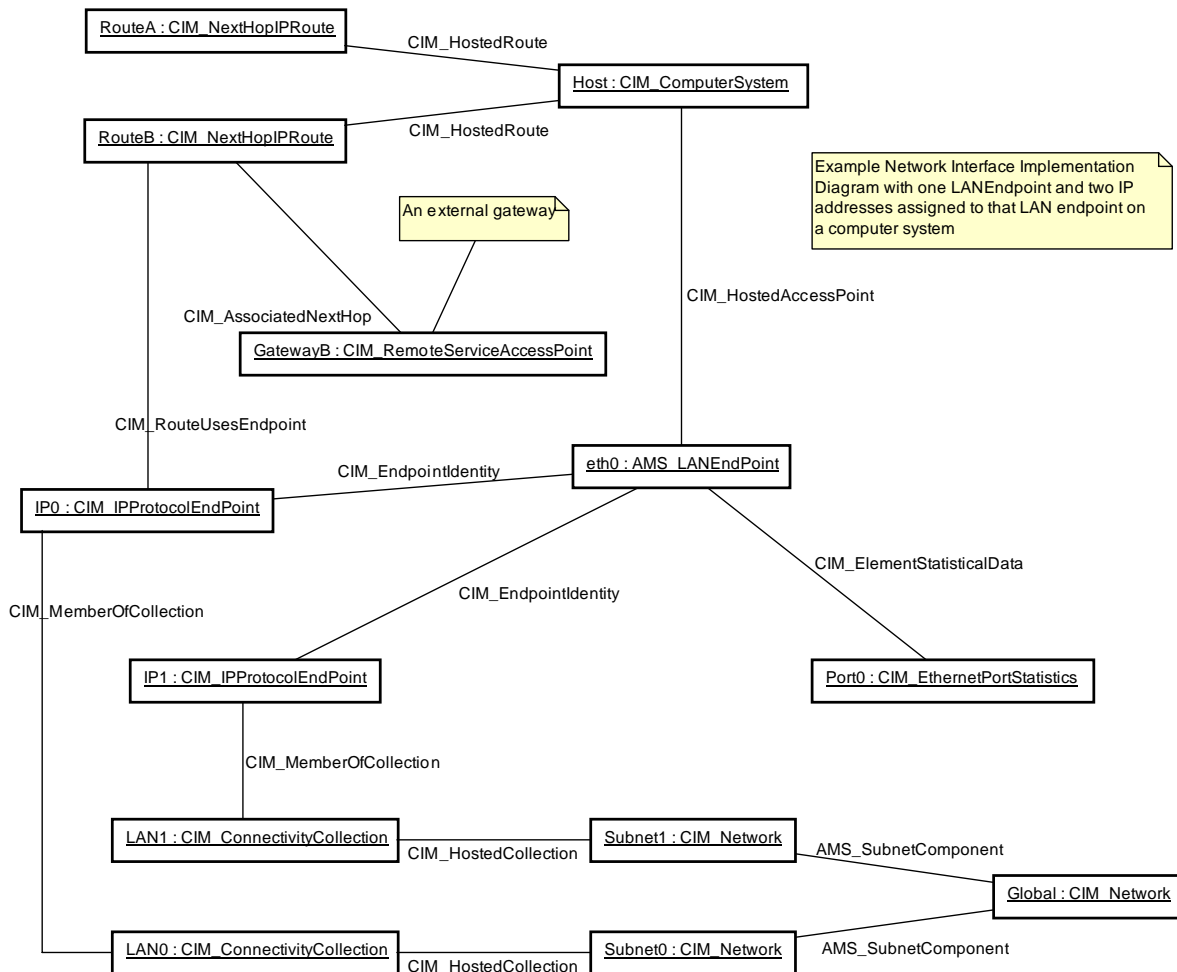 RouteA : CIM_NextHopIPRoute
CIM_HostedRoute
Host : CIM_ComputerSystem
RouteB : CIM_NextHopIPRoute
CIM_HostedRoute
Example Network Interface Implementation
Diagram with one LANEndpoint and two IP
addresses assigned to that LAN endpoint on
a computer system
An external gateway
CIM_HostedAccessPoint
CIM_AssociatedNextHop
GatewayB : CIM_RemoteServiceAccessPoint
CIM_RouteUsesEndpoint
eth0 : AMS_LANEndPoint
CIM_EndpointIdentity
IP0 : CIM_IPProtocolEndPoint
CIM_ElementStatisticalData
CIM_EndpointIdentity
CIM_MemberOfCollection
IP1 : CIM_IPProtocolEndPoint
Port0 : CIM_EthernetPortStatistics
CIM_MemberOfCollection
LAN1 : CIM_ConnectivityCollection
CIM_HostedCollection
Subnet1 : CIM_Network
AMS_SubnetComponent
Global : CIM_Network
LAN0 : CIM_ConnectivityCollection
CIM_HostedCollection
Subnet0 : CIM_Network
AMS_SubnetComponent